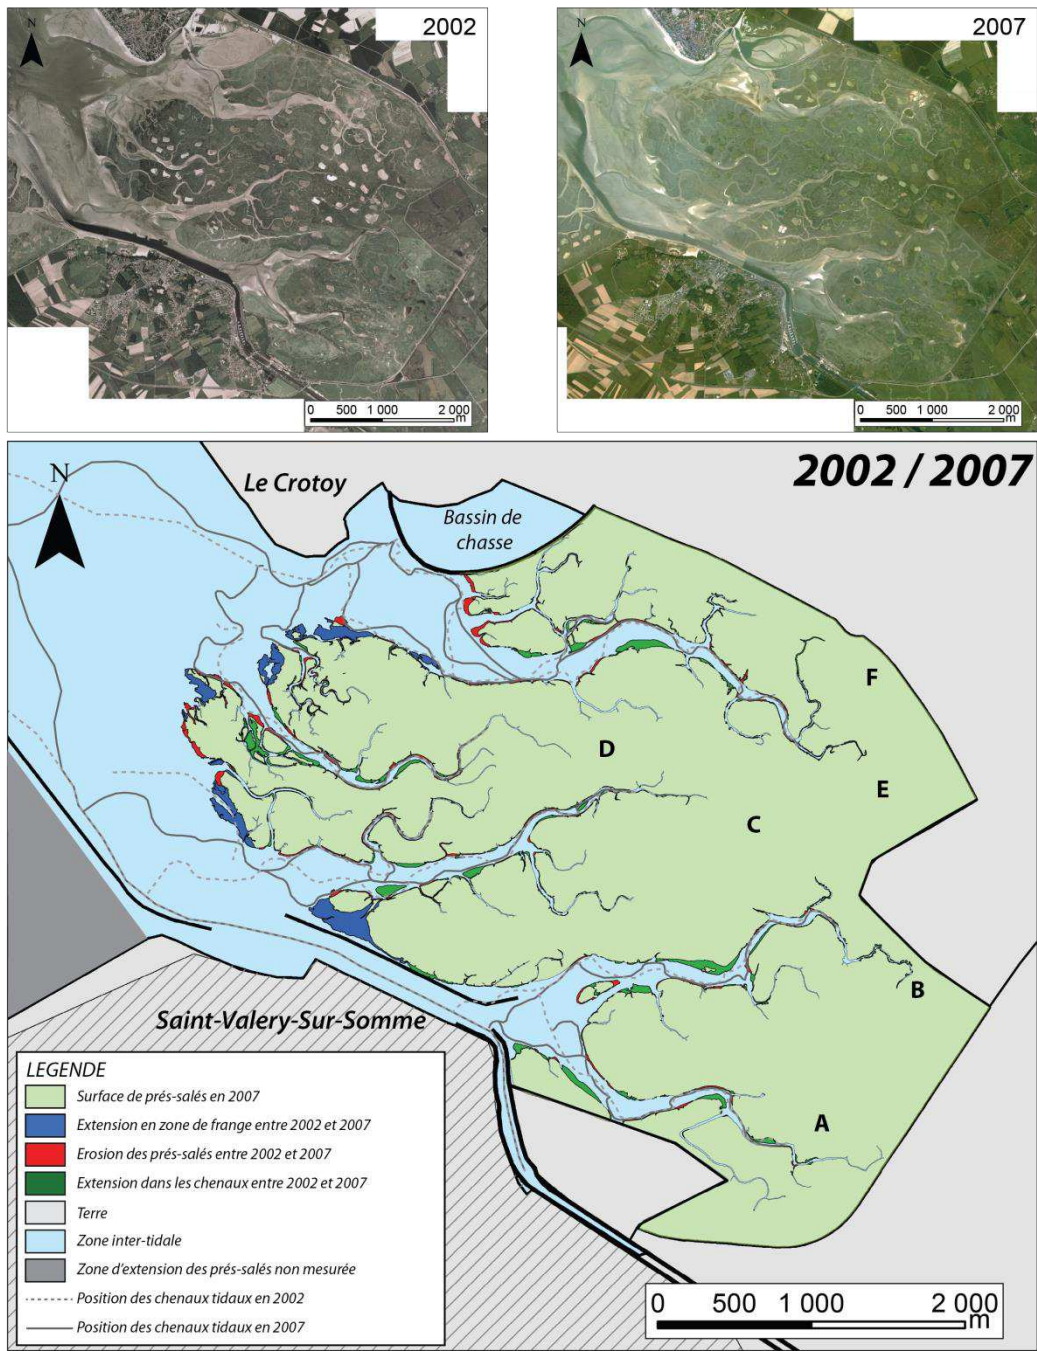 N
2002
0 500 1 000 2 000
m
N
2007
0 500 1 000 2 000
m
2002 / 2007
N
Le Crotoy
Bassin de
chasse
F
D
E
C
B
Saint-Valery-Sur-Somme
A
LEGENDE
Surface de prés-salés en 2007
Extension en zone de frange entre 2002 et 2007
Erosion des prés-salés entre 2002 et 2007
Extension dans les chenaux entre 2002 et 2007
Terre
Zone inter-tidale
Zone d'extension des prés-salés non mesurée
Position des chenaux tidaux en 2002
Position des chenaux tidaux en 2007
0 500 1 000 2 000
m